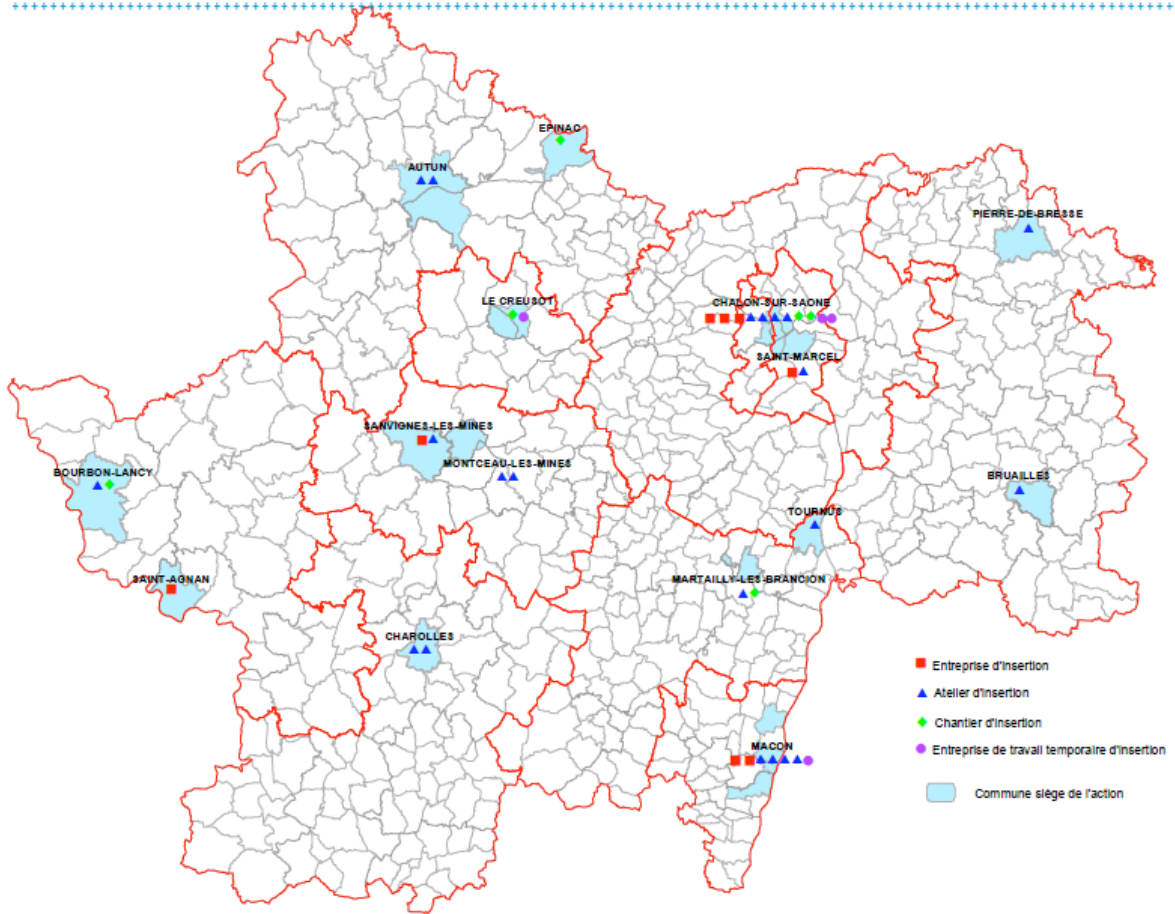 EPINAC
AUTUN
PIERRE-DE-BRESSE
LE CREUSOT
CHALON-SUR-SAONE
SAINT-MARCEL
SANVIGNES-LES-MINES
MONTCEAU-LES-MINES
BOURBON-LANCY
BRUAILLES
TOURNUS
SAINT-AGNAN
MARTAILLY-LES-BRANCION
CHAROLLES
MACON
Entreprise d'insertion
Atelier d'insertion
Chantier d'insertion
Entreprise de travail temporaire d'insertion
Commune siège de l'action